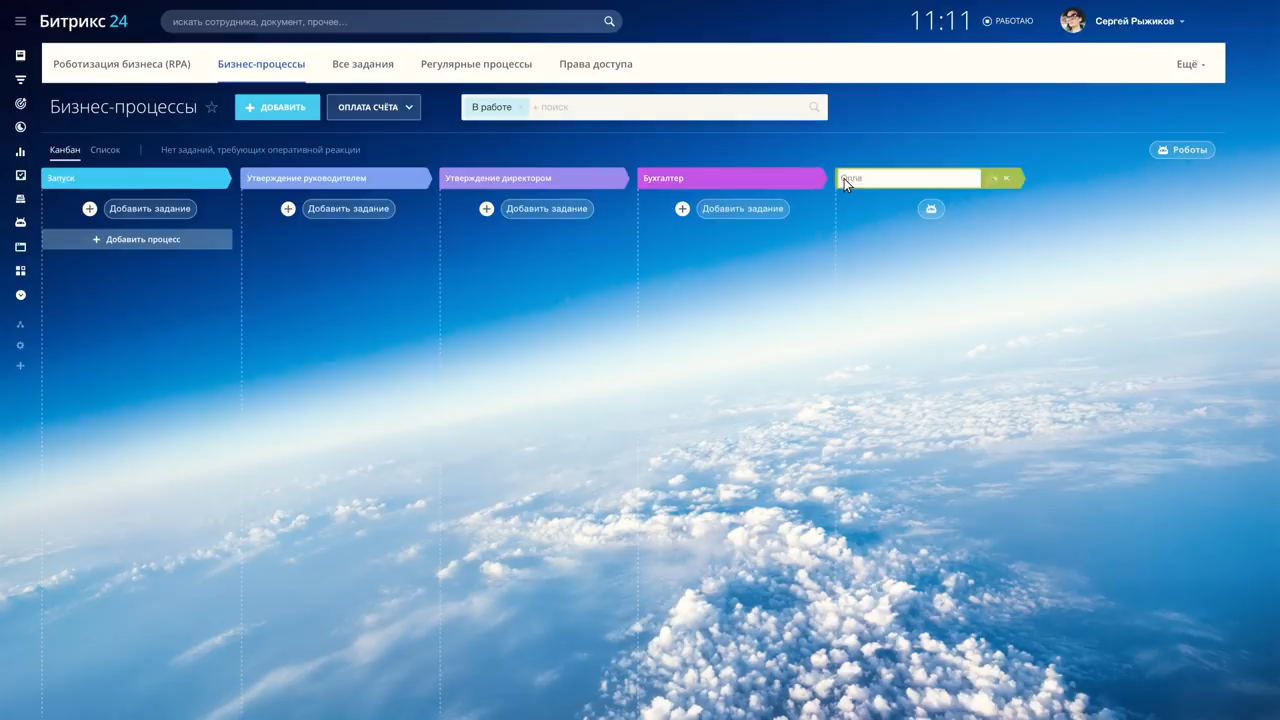 Битрикс 24
искать сотрудника, документ, прочее...
11:11
РАБОТАЮ
Сергей Рыжиков
Роботизация бизнеса (RPA)
Бизнес-процессы
Все задания
Регулярные процессы
Права доступа
Ещё
Бизнес-процессы
ДОБАВИТЬ
ОПЛАТА СЧЁТА
В работе
+ поиск
Канбан
Список
Нет заданий, требующих оперативной реакции
Роботы
Запуск
Утверждение руководителем
Утверждение директором
Бухгалтер
Опла
Добавить задание
Добавить задание
Добавить задание
Добавить задание
Добавить процесс